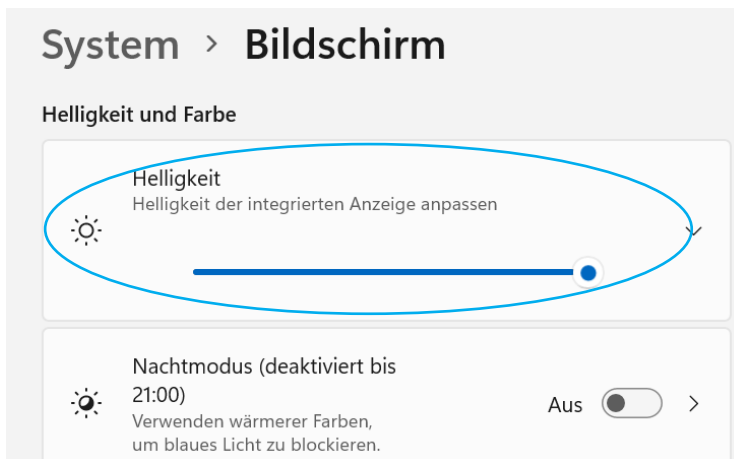 System > Bildschirm
Helligkeit und Farbe
Helligkeit
Helligkeit der integrierten Anzeige anpassen
Nachtmodus (deaktiviert bis
21:00)
Aus
Verwenden wärmerer Farben,
um blaues Licht zu blockieren.